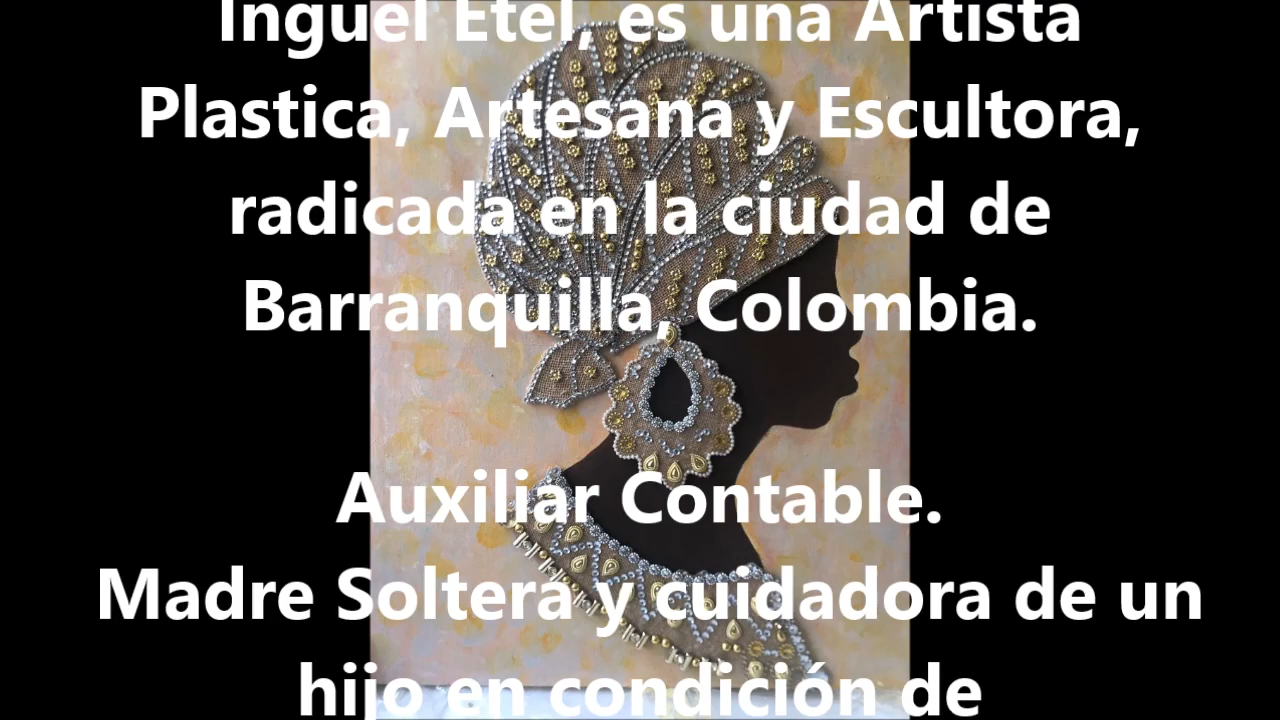 Inguel Etel, es una Artista
Plastica, Artesana y Escultora,
radicada en la ciudad de
Barranquilla, Colombia.
Auxiliar Contable.
Madre Soltera y cuidadora de un
hijo en condición de